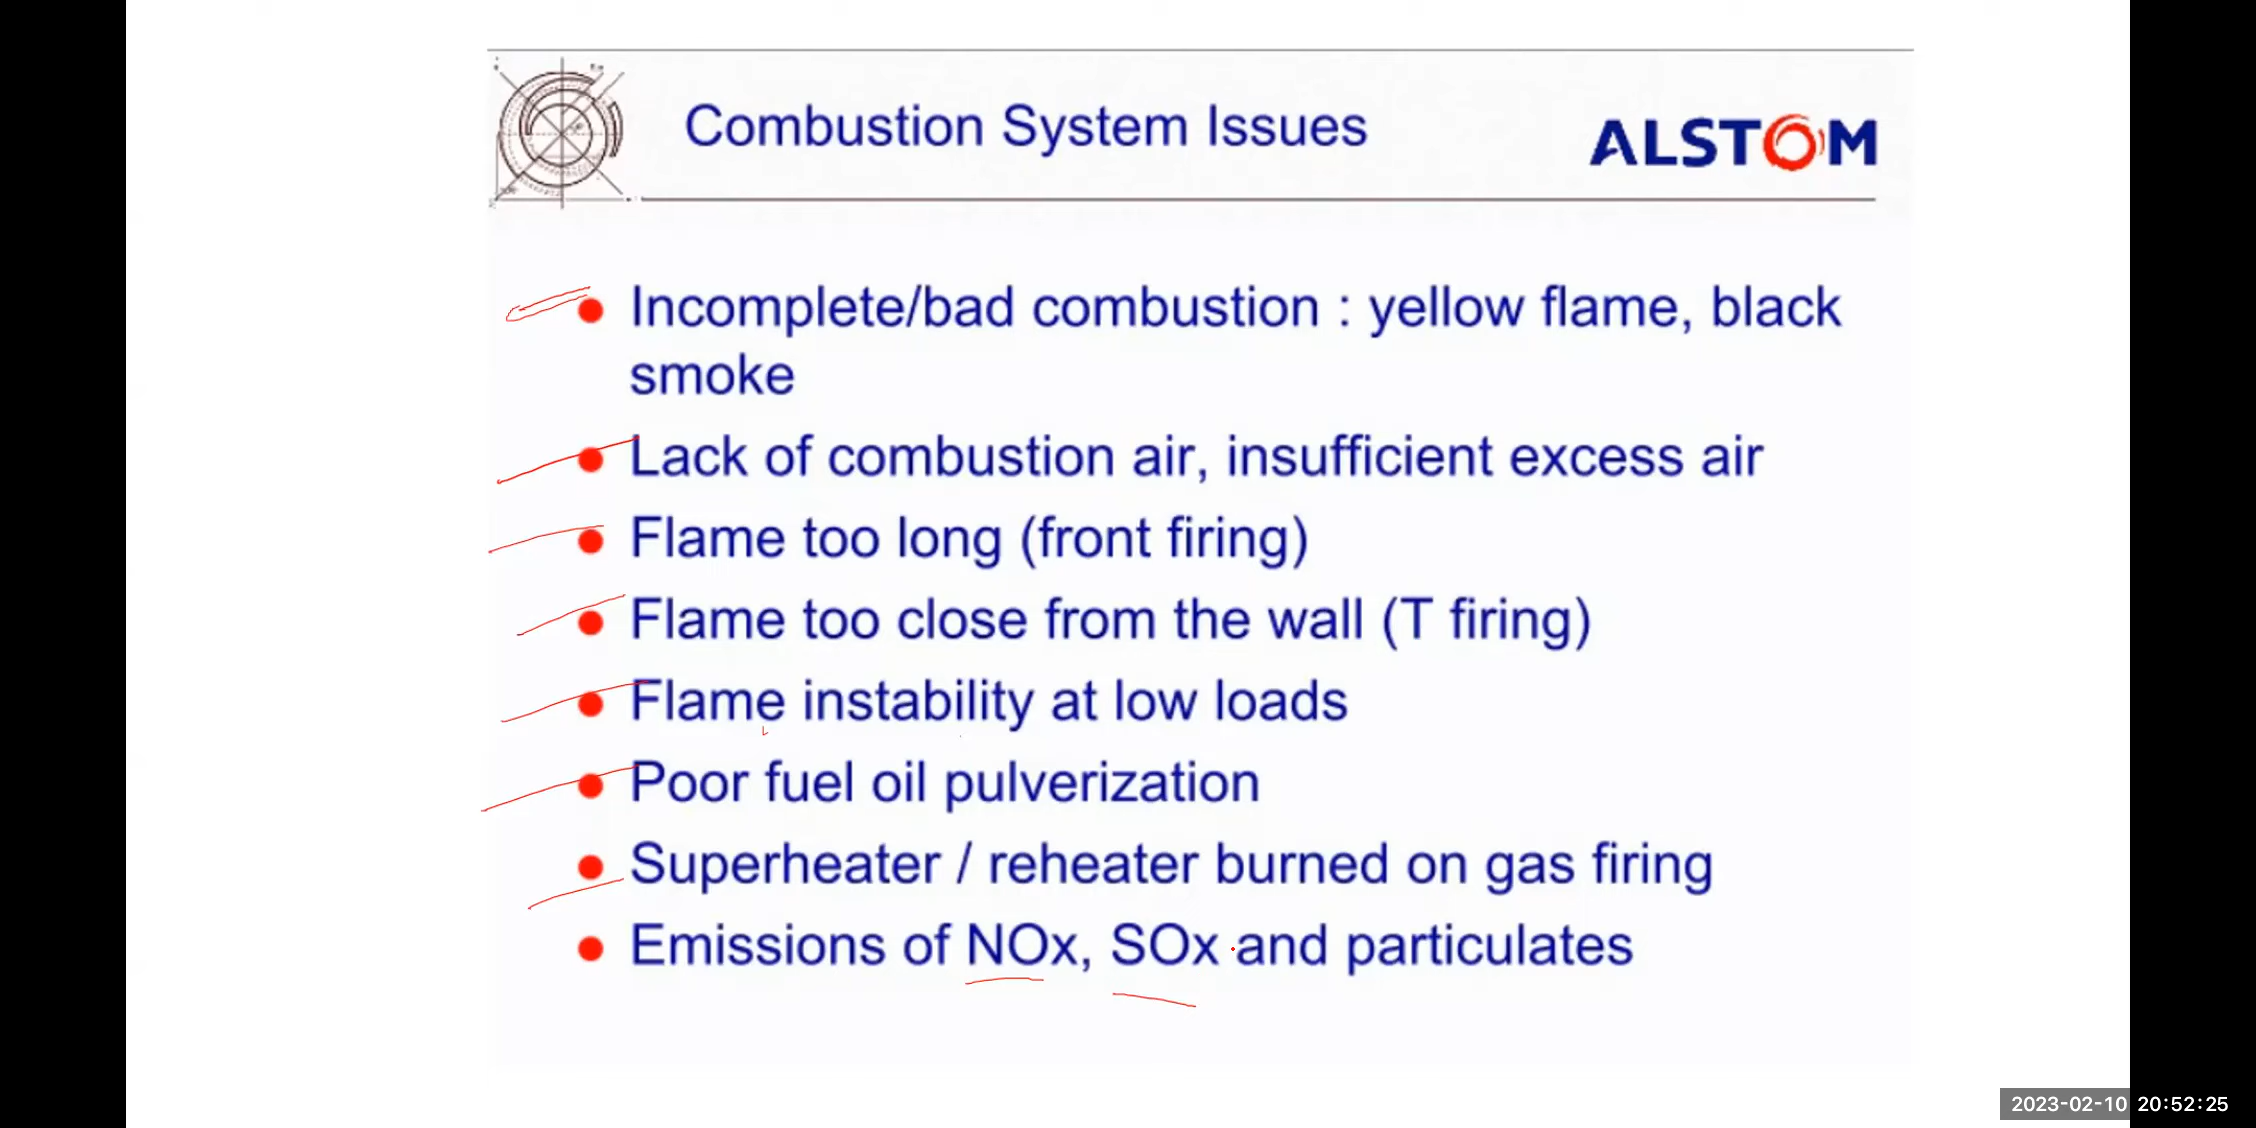 Combustion System Issues
ALSTOM
Incomplete/bad combustion : yellow flame, black
smoke
Lack of combustion air, insufficient excess air
Flame too long (front firing)
Flame too close from the wall (T firing)
Flame instability at low loads
Poor fuel oil pulverization
Superheater / reheater burned on gas firing
Emissions of NOx, SOx and particulates
2023-02-10 20:52:25